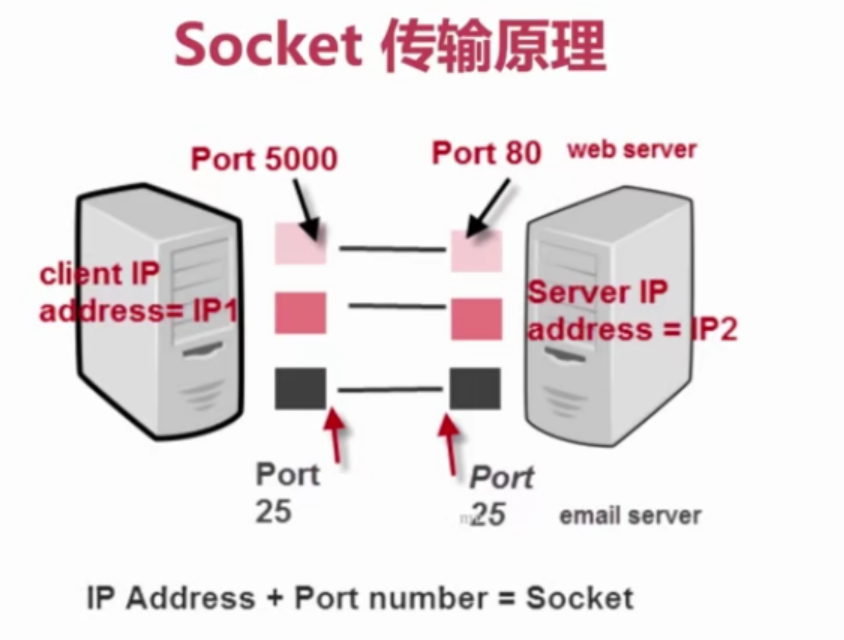 Socket 传输原理
Port 5000
Port 80
web server
client IP
address= IP1
Server IP
address = IP2
Port
25
Port
25
email server
IP Address + Port number = Socket